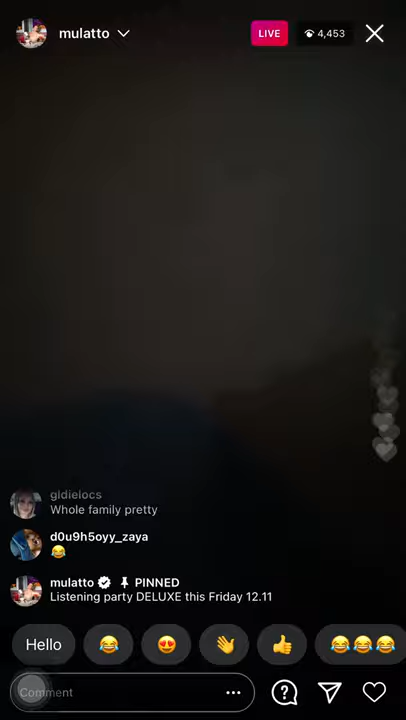 mulatto
LIVE
4,453
gldielocs
Whole family pretty
d0u9h5oyy_zaya
😂
mulatto PINNED
Listening party DELUXE this Friday 12.11
Hello 😂 😍 👋 👍 😂😂😂
Comment